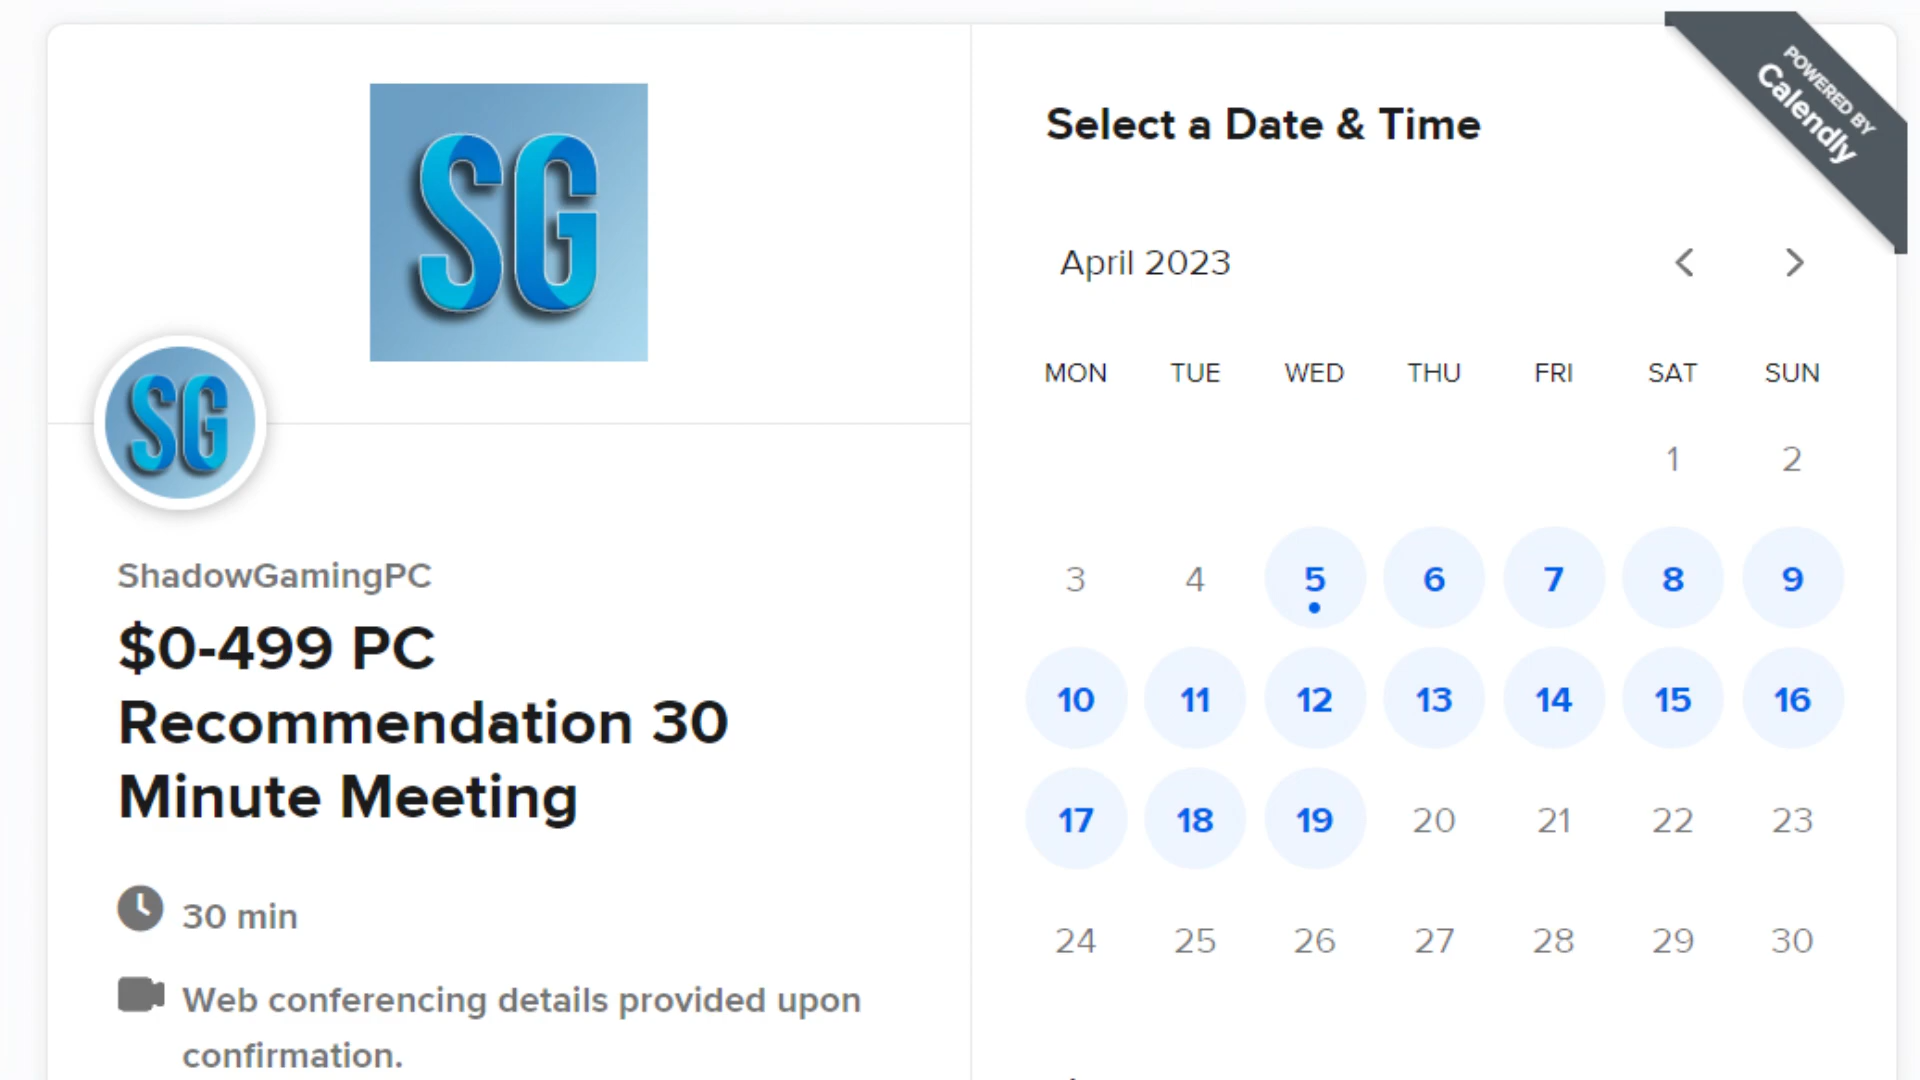 SG
SG
ShadowGamingPC
$0-499 PC
Recommendation 30
Minute Meeting
30 min
Web conferencing details provided upon
confirmation.
Select a Date & Time
POWERED BY
Calendly
April 2023
MON TUE WED THU FRI SAT SUN
1 2
3 4 5 6 7 8 9
10 11 12 13 14 15 16
17 18 19 20 21 22 23
24 25 26 27 28 29 30